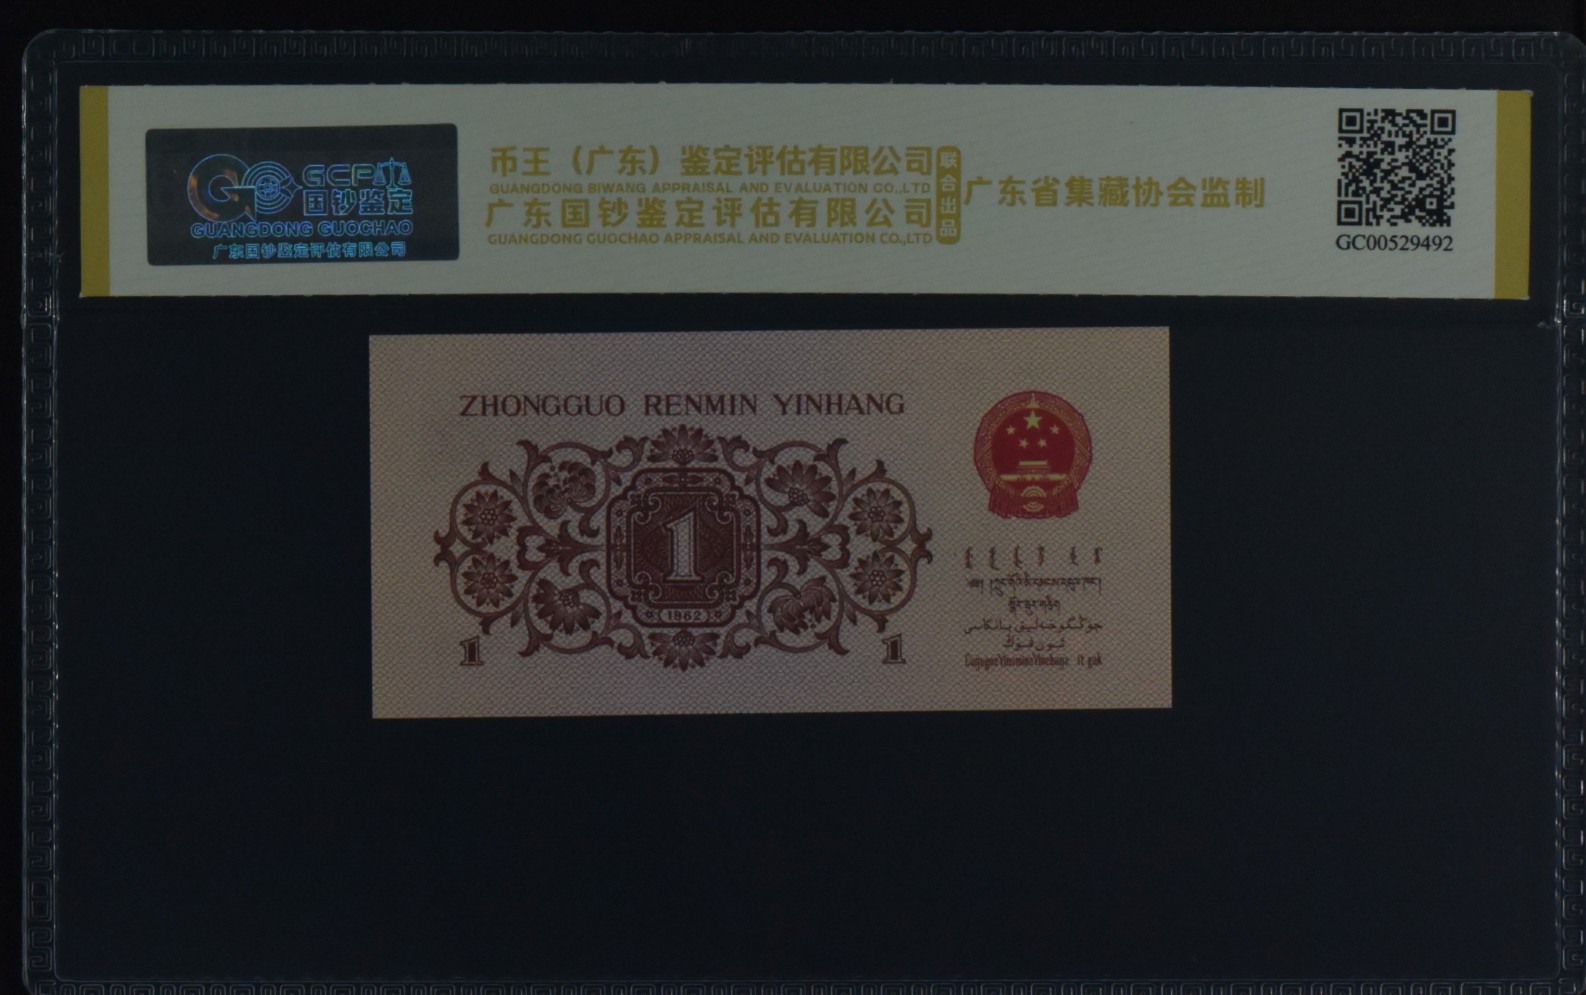 GCP
国钞鉴定
GUANGDONG GUOCHAO
广东国钞鉴定评估有限公司
币王（广东）鉴定评估有限公司
GUANGDONG BIWANG APPRAISAL AND EVALUATION CO.,LTD
广东国钞鉴定评估有限公司
GUANGDONG GUOCHAO APPRAISAL AND EVALUATION CO.,LTD
联合出品
广东省集藏协会监制
GC00529492
ZHONGGUO RENMIN YINHANG
1
1962
1 1